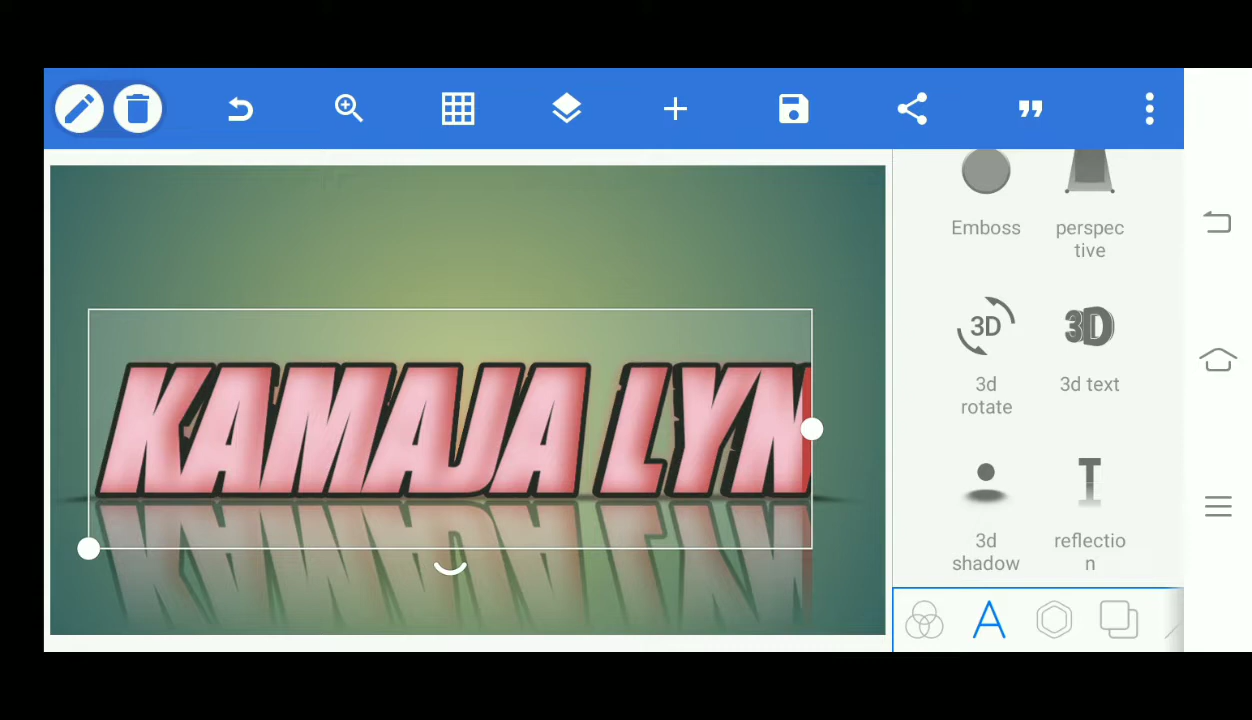 Emboss
perspec
tive
KAMAJA LYN
3D
3D
3d
rotate
3d text
T
3d
shadow
reflectio
n
A